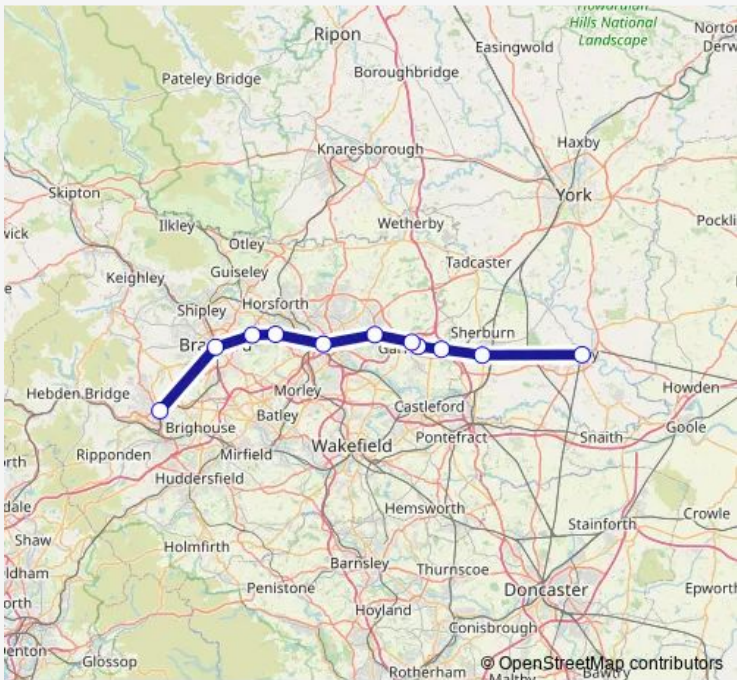 Howardian
Hills National
Landscape
Ripon
Easingwold
Norton
Derw
Pateley Bridge
Boroughbridge
Haxby
Knaresborough
Skipton
York
Wetherby
Pockli
wick
Ilkley
Otley
Tadcaster
Keighley
Guiseley
Shipley
Horsforth
Sherburn
Bra
d
Gar
y
Hebden Bridge
Morley
Howden
Brighouse
Batley
Castleford
Goole
Ripponden
Mirfield
Wakefield
Pontefract
Snaith
orth
Huddersfield
dale
Hemsworth
Crowle
Shaw
Holmfirth
Stainforth
ldham
Barnsley
Thurnscoe
orth
Penistone
Doncaster
Epworth
Hoyland
Conisbrough
enton
Glossop
Rotherham
Maltby
Bawtry
© OpenStreetMap contributors